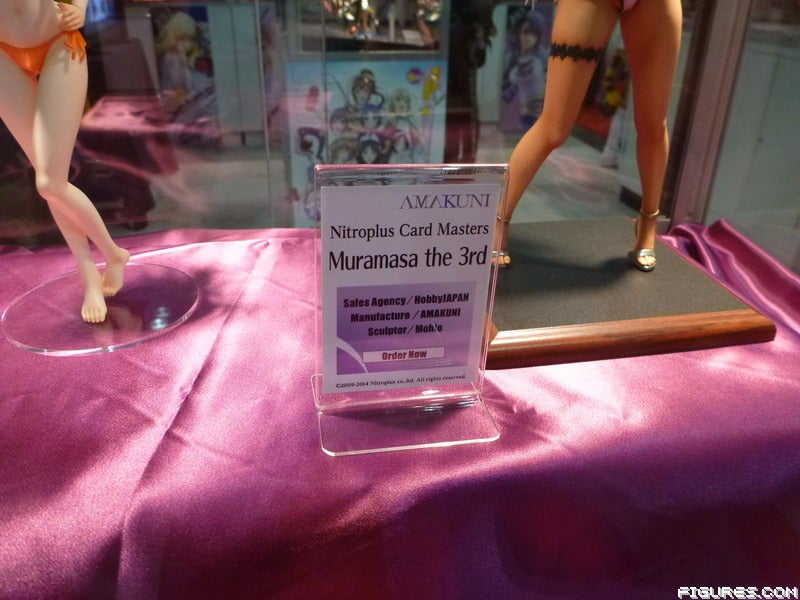 AMAKUNI
Nitroplus Card Masters
Muramasa the 3rd
Sales Agency/HobbyJAPAN
Manufacture /AMAKUNI
Sculptor/
Order Now
©2009-2014 Nitroplus co.,ltd. All rights reserved.
FIGURES.COM